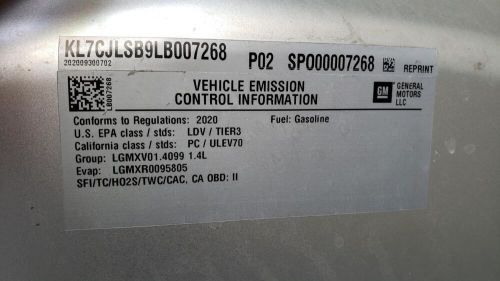 KL7CJLSB9LB007268 P02 SPO00007268 REPRINT
202009300702
LB007268
VEHICLE EMISSION
CONTROL INFORMATION
GM GENERAL
MOTORS
LLC
Conforms to Regulations: 2020 Fuel: Gasoline
U.S. EPA class / stds: LDV / TIER3
California class / stds: PC / ULEV70
Group: LGMXV01.4099 1.4L
Evap: LGMXR0095805
SFI/TC/HO2S/TWC/CAC, CA OBD: II